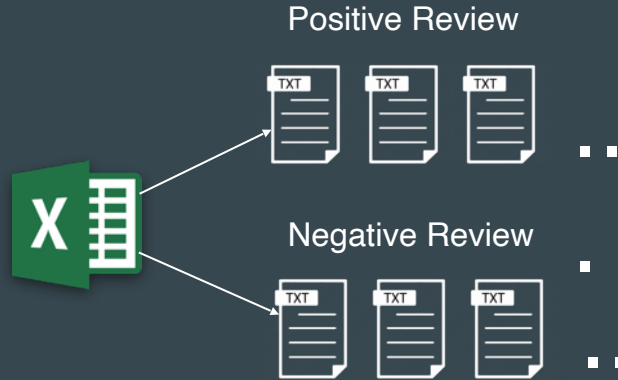 Positive Review
TXT TXT TXT
X
Negative Review
TXT TXT TXT